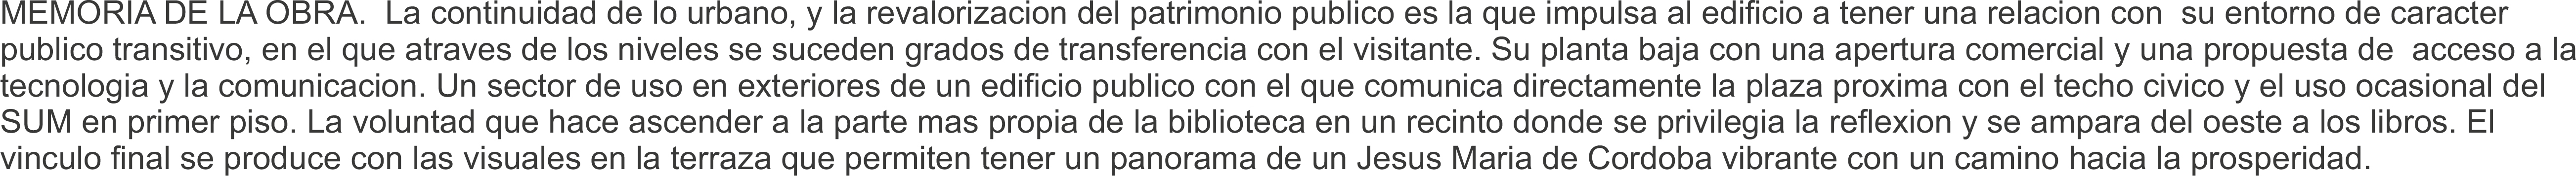 MEMORIA DE LA OBRA.  La continuidad de lo urbano, y la revalorizacion del patrimonio publico es la que impulsa al edificio a tener una relacion con  su entorno de caracter
publico transitivo, en el que atraves de los niveles se suceden grados de transferencia con el visitante. Su planta baja con una apertura comercial y una propuesta de  acceso a la
tecnologia y la comunicacion. Un sector de uso en exteriores de un edificio publico con el que comunica directamente la plaza proxima con el techo civico y el uso ocasional del
SUM en primer piso. La voluntad que hace ascender a la parte mas propia de la biblioteca en un recinto donde se privilegia la reflexion y se ampara del oeste a los libros. El
vinculo final se produce con las visuales en la terraza que permiten tener un panorama de un Jesus Maria de Cordoba vibrante con un camino hacia la prosperidad.